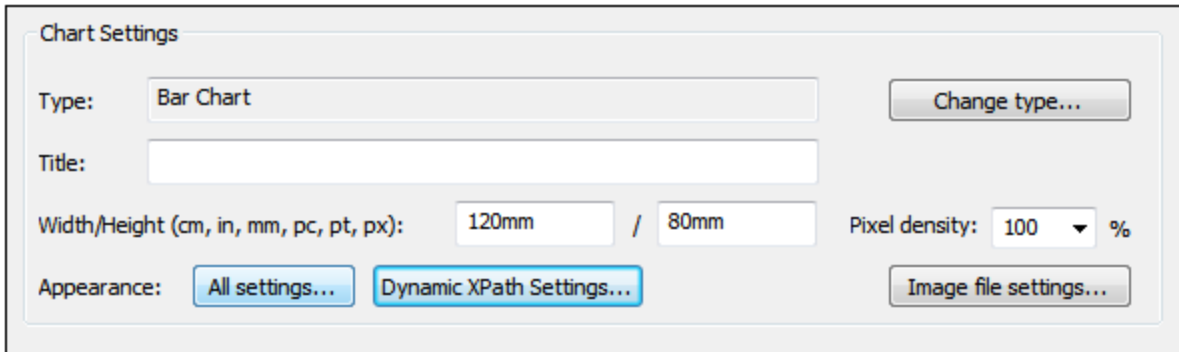 Chart Settings
Type: Bar Chart Change type...
Title:
Width/Height (cm, in, mm, pc, pt, px): 120mm / 80mm Pixel density: 100 %
Appearance: All settings... Dynamic XPath Settings... Image file settings...